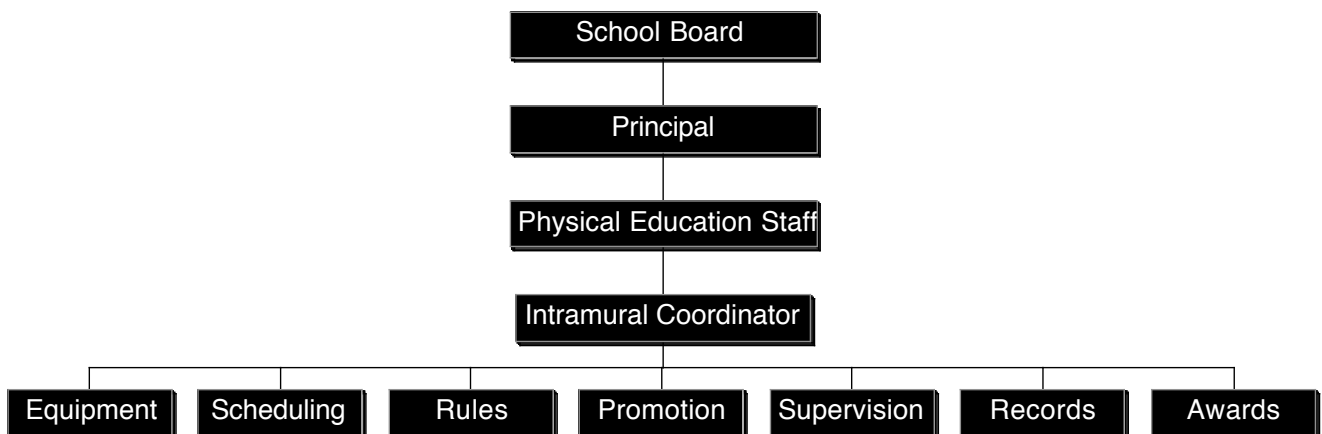 School Board
Principal
Physical Education Staff
Intramural Coordinator
Equipment
Scheduling
Rules
Promotion
Supervision
Records
Awards